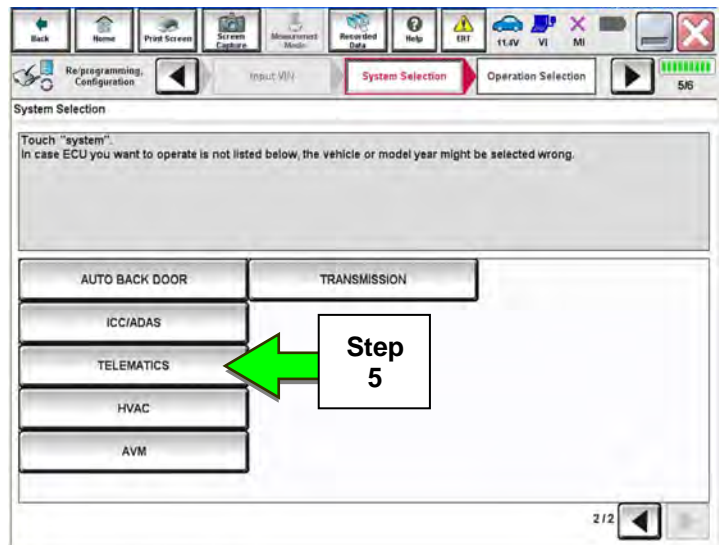 Back
Home
Print Screen
Screen
Capture
Measurement
Mode
Recorded
Data
Help
ERT
11.4V
VI
MI
Re/programming,
Configuration
Input VIN
System Selection
Operation Selection
5/6
System Selection
Touch "system".
In case ECU you want to operate is not listed below, the vehicle or model year might be selected wrong.
AUTO BACK DOOR
TRANSMISSION
ICC/ADAS
TELEMATICS
HVAC
AVM
Step
5
2/2